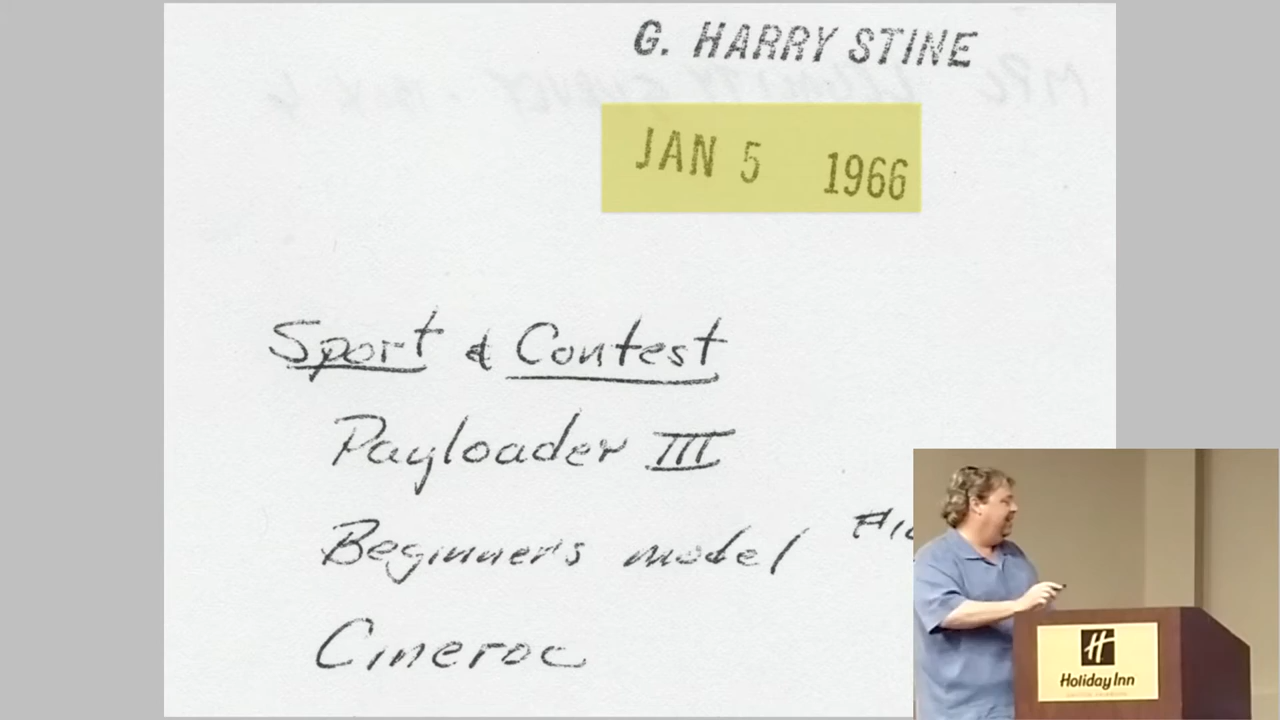 G. HARRY STINE
JAN 5 1966
Sport & Contest
Payloader III
Beginner's model
Cineroc
H
Holiday Inn